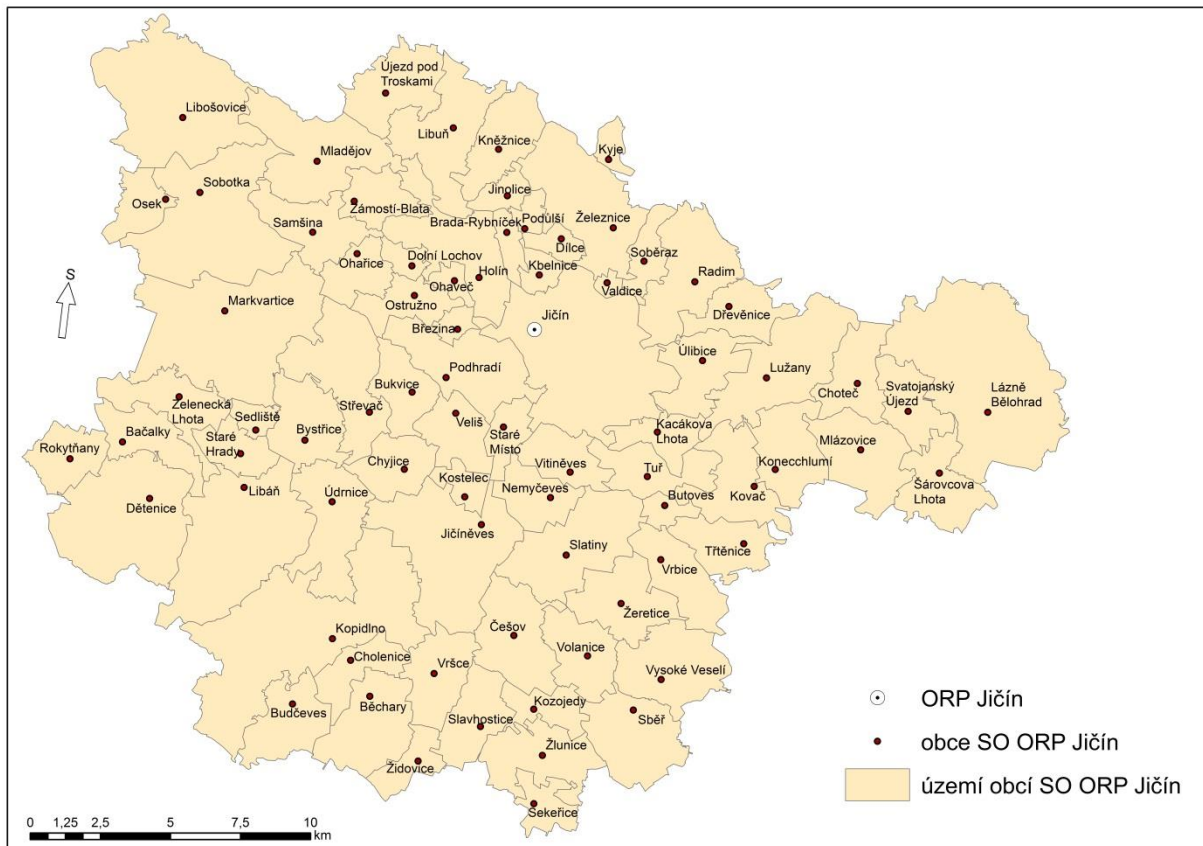 Újezd pod
Troskami
Libošovice
Libuň
Kněžnice
Mladějov
Kyje
Sobotka
Osek
Jinolice
Zámostí-Blata
Samšina
Brada-Rybníček
Podůlší
Železnice
Dílce
Ohařice
Dolní Lochov
Holín
Kbelnice
Soběraz
Ohaveč
Valdice
Radim
S
Markvartice
Ostružno
Dřevěnice
Březina
Jičín
Úlibice
Podhradí
Lužany
Bukvice
Choteč
Svatojanský
Újezd
Lázně
Bělohrad
Zelenecká
Lhota
Sedliště
Střevač
Veliš
Staré
Místo
Kacákova
Lhota
Bačalky
Staré
Hrady
Bystřice
Mlázovice
Rokytňany
Chyjice
Vitiněves
Tuř
Konecchlumí
Šárovcova
Lhota
Libáň
Údrnice
Kostelec
Nemyčeves
Kovač
Dětenice
Butoves
Jičíněves
Slatiny
Třtěnice
Vrbice
Žeretice
Kopidlno
Češov
Cholenice
Volanice
Vršce
Vysoké Veselí
Budčeves
Běchary
Kozojedy
Slavhostice
Sběř
Žlunice
Židovice
Sekeřice
ORP Jičín
obce SO ORP Jičín
území obcí SO ORP Jičín
0 1,25 2,5 5 7,5 10
km